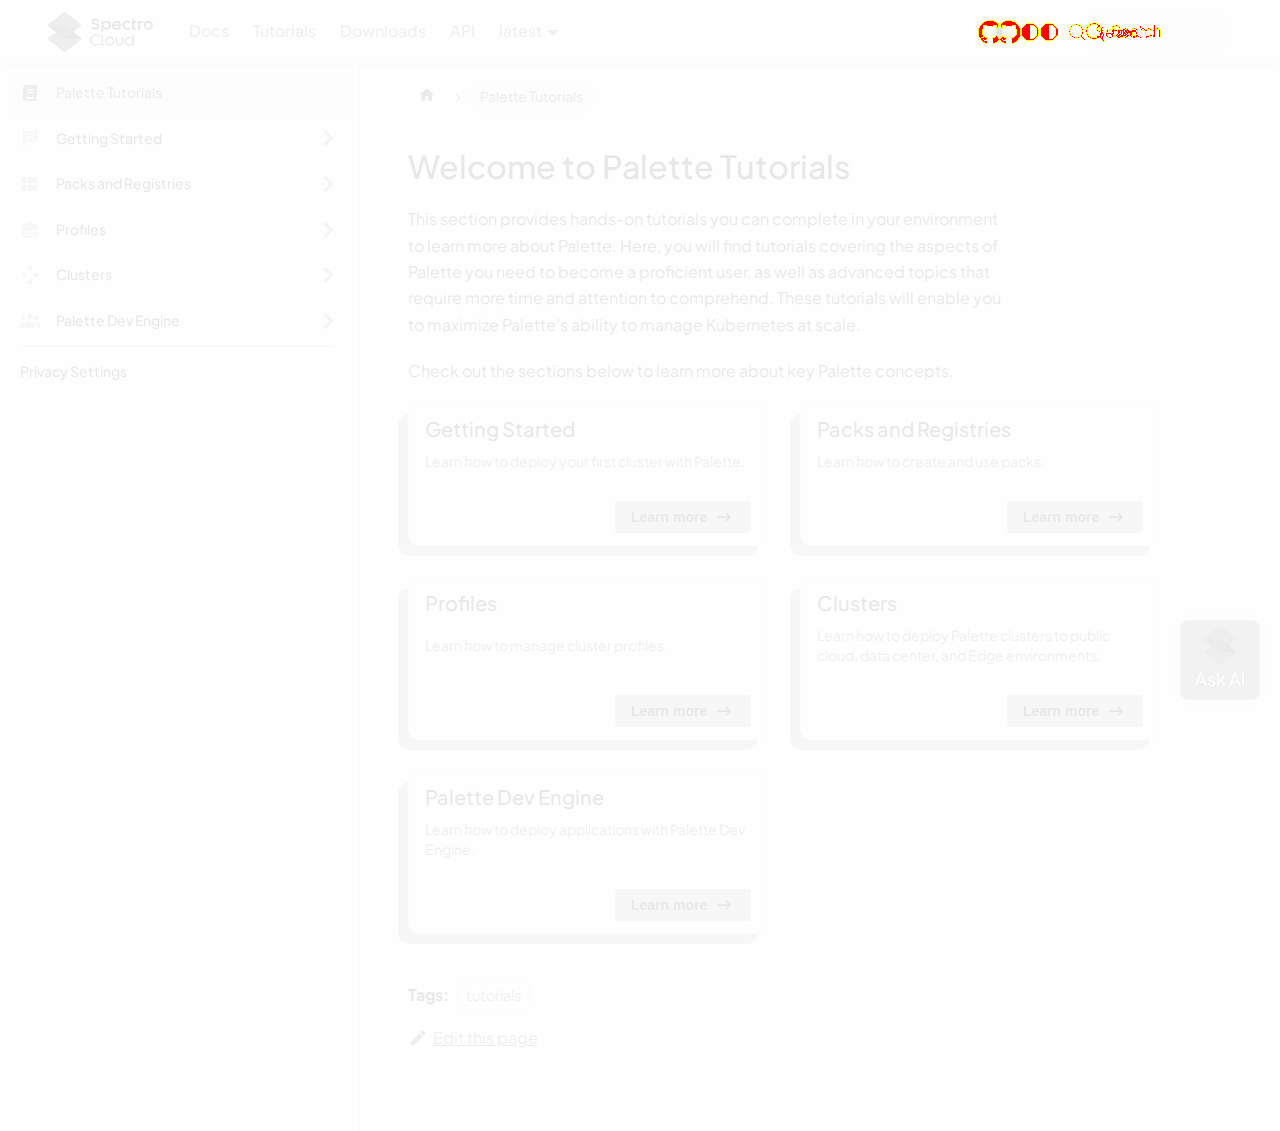 Spectro
Cloud
Docs
Tutorials
Downloads
API
latest
Search
Palette Tutorials
Getting Started
Packs and Registries
Profiles
Clusters
Palette Dev Engine
Privacy Settings
Palette Tutorials
Welcome to Palette Tutorials
This section provides hands-on tutorials you can complete in your environment
to learn more about Palette. Here, you will find tutorials covering the aspects of
Palette you need to become a proficient user, as well as advanced topics that
require more time and attention to comprehend. These tutorials will enable you
to maximize Palette's ability to manage Kubernetes at scale.
Check out the sections below to learn more about key Palette concepts.
Getting Started
Learn how to deploy your first cluster with Palette.
Learn more
Packs and Registries
Learn how to create and use packs.
Learn more
Profiles
Learn how to manage cluster profiles.
Learn more
Clusters
Learn how to deploy Palette clusters to public
cloud, data center, and Edge environments.
Learn more
Palette Dev Engine
Learn how to deploy applications with Palette Dev
Engine.
Learn more
Ask AI
Tags:
tutorials
Edit this page